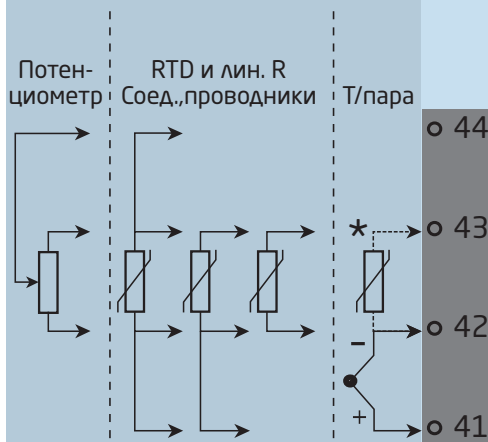 Потен-
циометр
RTD и лин. R
Соед.,проводники
Т/пара
44
*
43
42
–
+
41